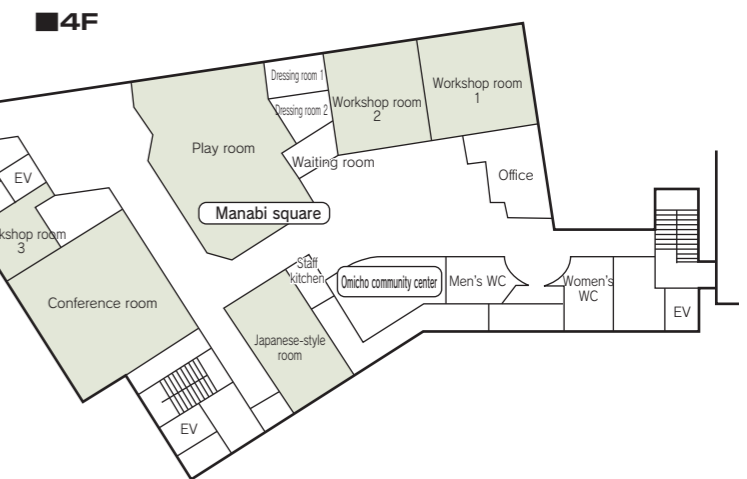 ■4F
Dressing room 1
Dressing room 2
Workshop room
2
Workshop room
1
Play room
Waiting room
Office
EV
kshop room
3
Manabi square
Staff
kitchen
Omicho community center
Men's WC
Women's
WC
EV
Conference room
Japanese-style
room
EV